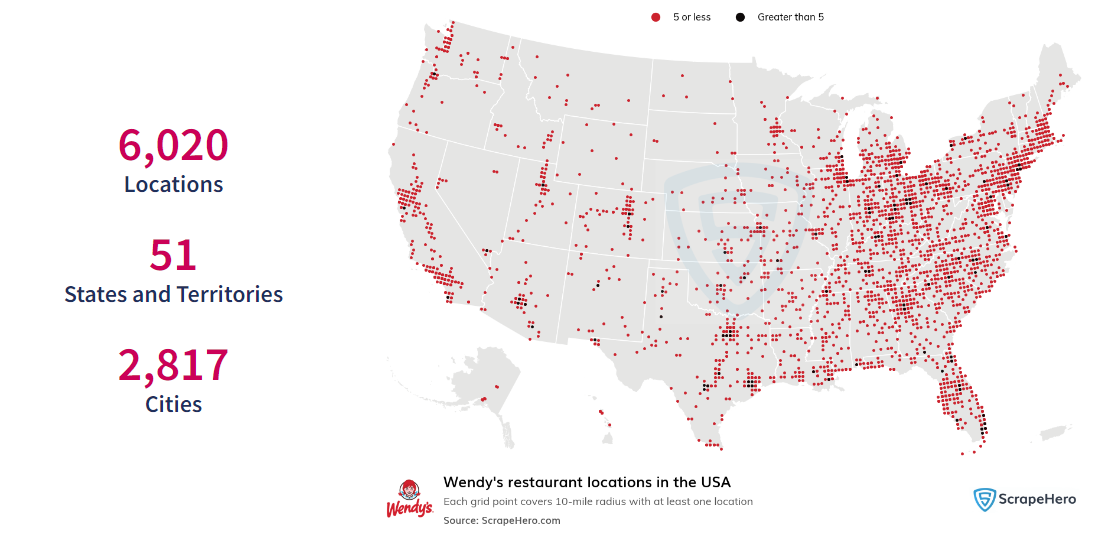 5 or less
Greater than 5
6,020
Locations
51
States and Territories
2,817
Cities
Wendy's restaurant locations in the USA
Each grid point covers 10-mile radius with at least one location
Source: ScrapeHero.com
Wendy's
ScrapeHero